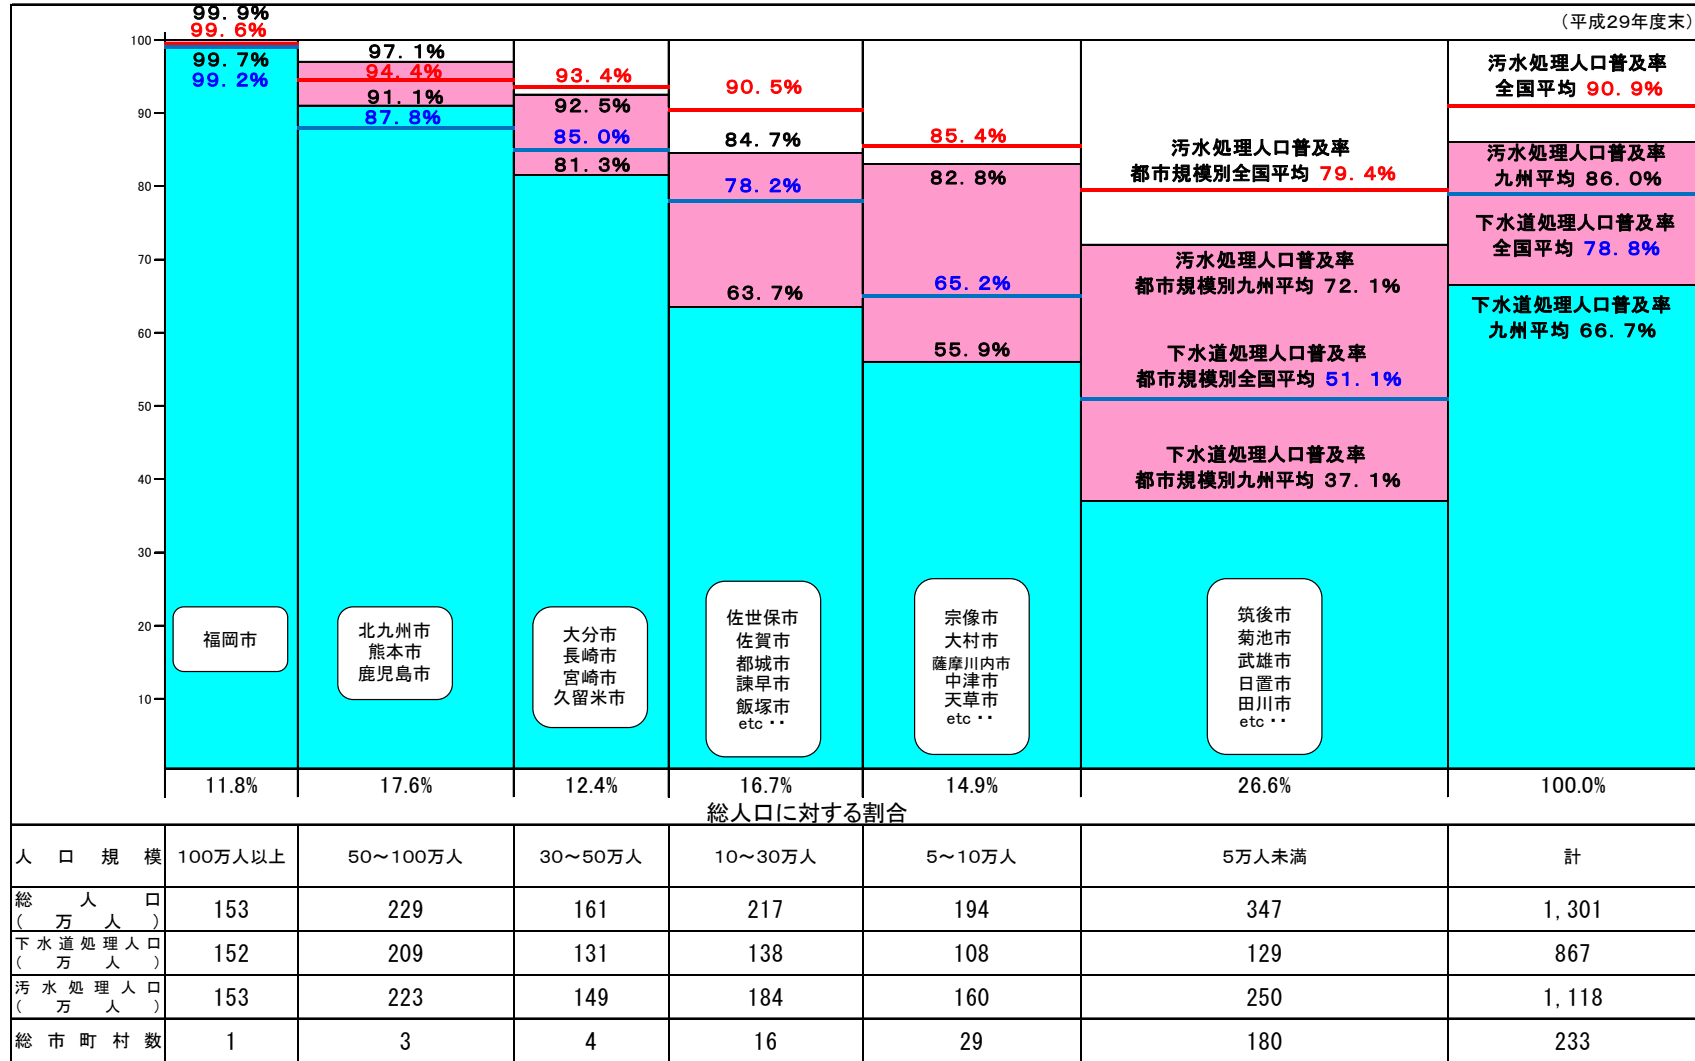 (平成29年度末)
99.9%
99.6%
99.7%
99.2%
97.1%
94.4%
91.1%
87.8%
93.4%
92.5%
85.0%
81.3%
90.5%
84.7%
78.2%
63.7%
85.4%
82.8%
65.2%
55.9%
汚水処理人口普及率
都市規模別全国平均 79.4%
汚水処理人口普及率
都市規模別九州平均 72.1%
下水道処理人口普及率
都市規模別全国平均 51.1%
下水道処理人口普及率
都市規模別九州平均 37.1%
汚水処理人口普及率
全国平均 90.9%
汚水処理人口普及率
九州平均 86.0%
下水道処理人口普及率
全国平均 78.8%
下水道処理人口普及率
九州平均 66.7%
100
90
80
70
60
50
40
30
20
10
福岡市
北九州市
熊本市
鹿児島市
大分市
長崎市
宮崎市
久留米市
佐世保市
佐賀市
都城市
諫早市
飯塚市
etc・・
宗像市
大村市
薩摩川内市
中津市
天草市
etc・・
筑後市
菊池市
武雄市
日置市
田川市
etc・・
11.8% 17.6% 12.4% 16.7% 14.9% 26.6% 100.0%
総人口に対する割合
人口規模 100万人以上 50～100万人 30～50万人 10～30万人 5～10万人 5万人未満 計
総人口
(万人) 153 229 161 217 194 347 1,301
下水道処理人口
(万人) 152 209 131 138 108 129 867
汚水処理人口
(万人) 153 223 149 184 160 250 1,118
総市町村数 1 3 4 16 29 180 233